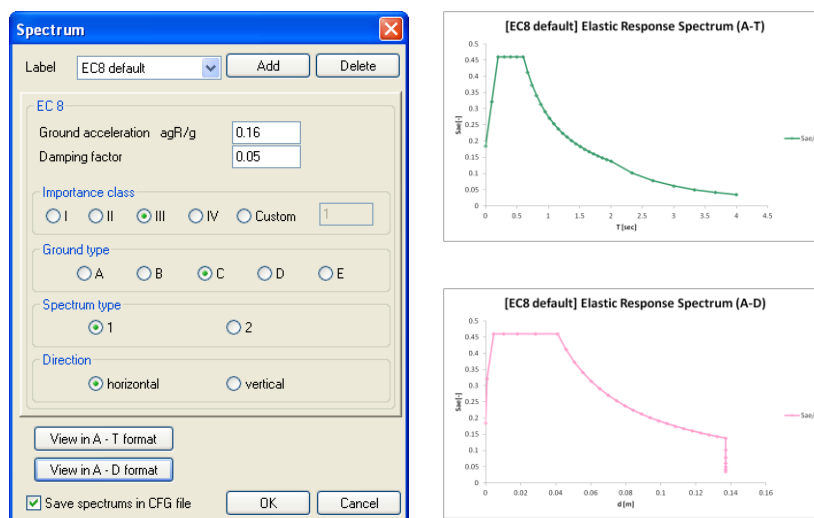 Spectrum
Label EC8 default Add Delete
EC 8
Ground acceleration agR/g 0.16
Damping factor 0.05
Importance class
I II III IV Custom 1
Ground type
A B C D E
Spectrum type
1 2
Direction
horizontal vertical
View in A - T format
View in A - D format
Save spectrums in CFG file OK Cancel
[EC8 default] Elastic Response Spectrum (A-T)
0.5
0.45
0.4
0.35
0.3
0.25
0.2
0.15
0.1
0.05
0
Sae[-]
0 0.5 1 1.5 2 2.5 3 3.5 4 4.5
T [sec]
Sae/
[EC8 default] Elastic Response Spectrum (A-D)
0.5
0.45
0.4
0.35
0.3
0.25
0.2
0.15
0.1
0.05
0
Sae[-]
0 0.02 0.04 0.06 0.08 0.1 0.12 0.14 0.16
d [m]
Sae/